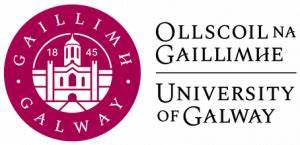 GAILLIMH
18 45
GALWAY
OLLSCOIL NA
GAILLIMHE
UNIVERSITY
OF GALWAY